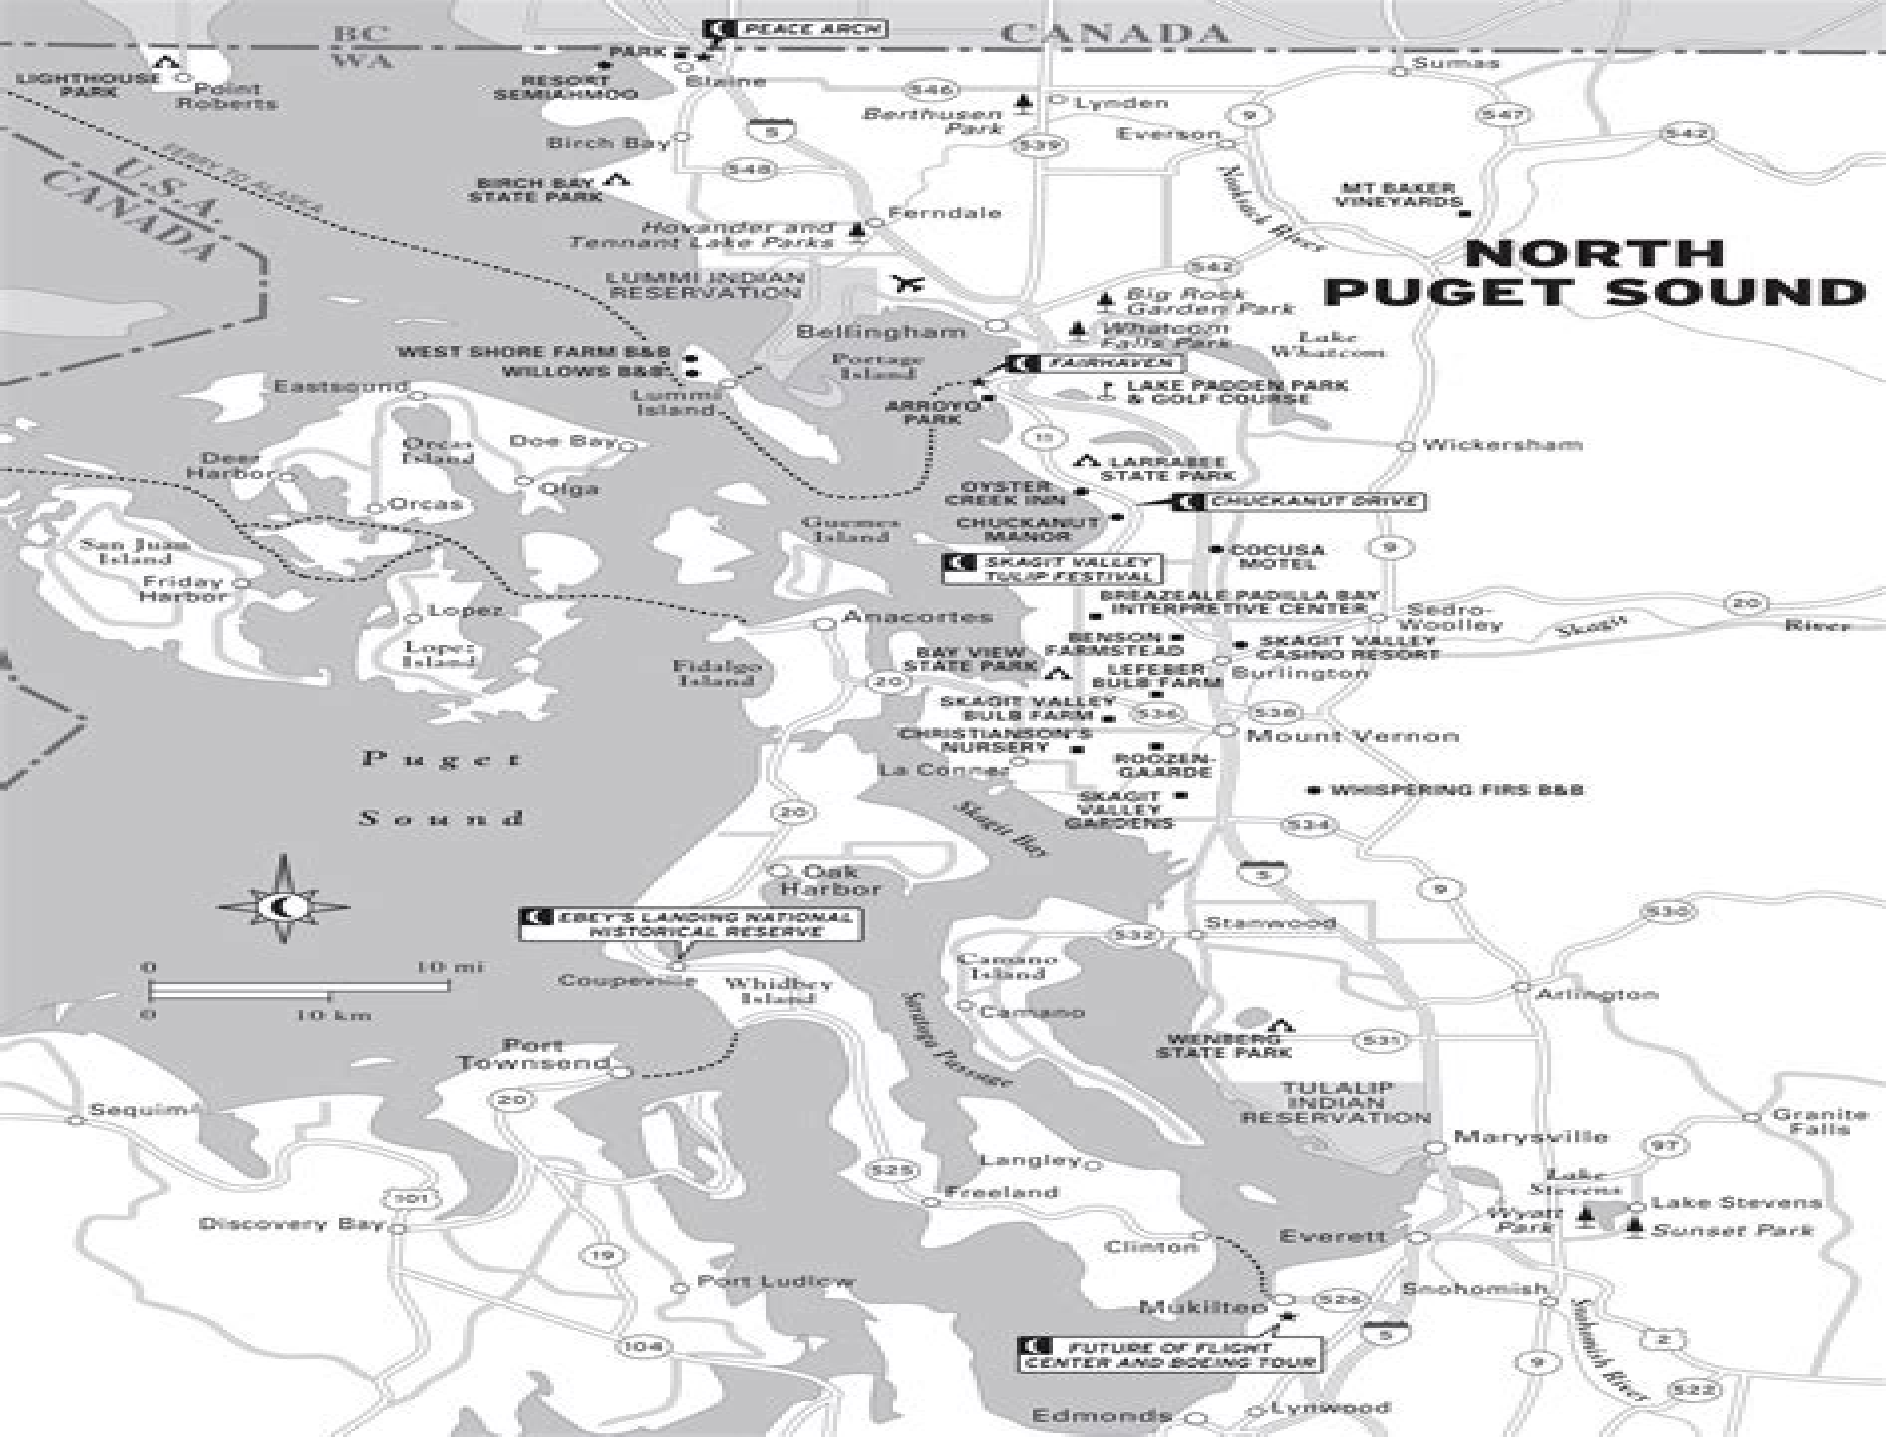 PEACE ARCH
BC
CANADA
WA
PARK
Sumas
LIGHTHOUSE
PARK
Point
Roberts
RESORT
SEMIAHMOO
Blaine
546
Lynden
Berthusen
Park
9
547
5
Everson
542
Birch Bay
539
U.S.A.
CANADA
FERRY TO ALASKA
548
BIRCH BAY
STATE PARK
Nooksack River
MT BAKER
VINEYARDS
Ferndale
Hovander and
Tennant Lake Parks
NORTH
PUGET SOUND
542
LUMMI INDIAN
RESERVATION
Big Rock
Garden Park
Bellingham
Whatcom
Falls Park
Lake
Whatcom
WEST SHORE FARM B&B
WILLOWS B&B
Portage
Island
FAIRHAVEN
Eastsound
Lummi
Island
ARROYO
PARK
LAKE PADDEN PARK
& GOLF COURSE
Orcas
Island
Doe Bay
11
Wickersham
Deer
Harbor
LARRABEE
STATE PARK
Olga
Orcas
OYSTER
CREEK INN
CHUCKANUT DRIVE
Guemes
Island
CHUCKANUT
MANOR
San Juan
Island
COCUSA
MOTEL
9
SKAGIT VALLEY
TULIP FESTIVAL
Friday
Harbor
BREAZEALE PADILLA BAY
INTERPRETIVE CENTER
20
Lopez
Anacortes
Sedro-
Woolley
Skagit
River
BENSON
FARMSTEAD
SKAGIT VALLEY
CASINO RESORT
Lopez
Island
Fidalgo
Island
BAY VIEW
STATE PARK
LEFEBER
BULB FARM
Burlington
20
SKAGIT VALLEY
BULB FARM
536
538
CHRISTIANSON'S
NURSERY
Mount Vernon
Puget
Sound
La Conner
ROOZEN-
GAARDE
SKAGIT
VALLEY
GARDENS
WHISPERING FIRS B&B
20
Skagit Bay
534
Oak
Harbor
5
9
EBEY'S LANDING NATIONAL
HISTORICAL RESERVE
532
Stanwood
530
0
10 mi
Coupeville
Whidbey
Island
Camano
Island
Arlington
0
10 km
Camano
Saratoga Passage
Port
Townsend
WENBERG
STATE PARK
531
20
TULALIP
INDIAN
RESERVATION
Sequim
Granite
Falls
Marysville
97
Langley
525
Lake
Stevens
101
Freeland
Lake Stevens
Wyatt
Park
Sunset Park
Discovery Bay
Clinton
Everett
19
Port Ludlow
Snohomish
Mukilteo
526
5
2
104
FUTURE OF FLIGHT
CENTER AND BOEING TOUR
9
Snohomish River
522
Edmonds
Lynwood